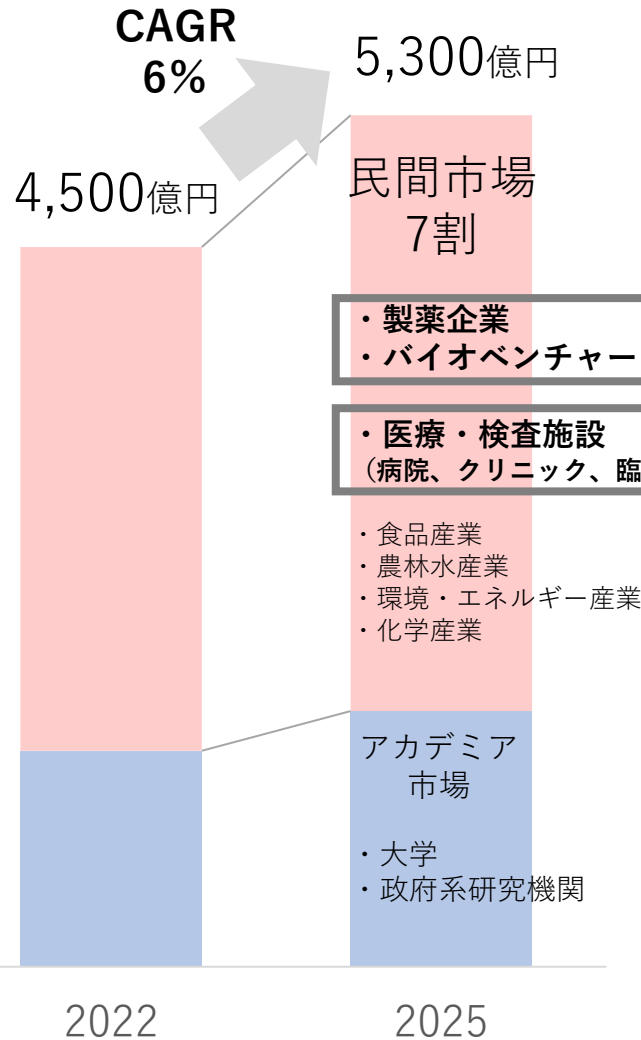 CAGR
6%
5,300億円
4,500億円
民間市場
7割
・製薬企業
・バイオベンチャー
・医療・検査施設
（病院、クリニック、臨
・食品産業
・農林水産業
・環境・エネルギー産業
・化学産業
アカデミア
市場
・大学
・政府系研究機関
2022
2025